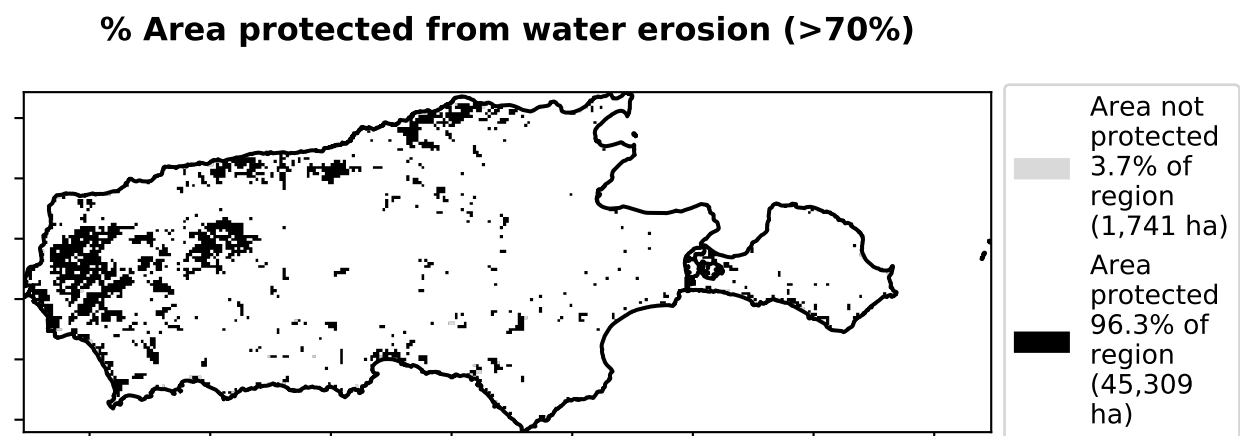 % Area protected from water erosion (>70%)
Area not
protected
3.7% of
region
(1,741 ha)
Area
protected
96.3% of
region
(45,309
ha)